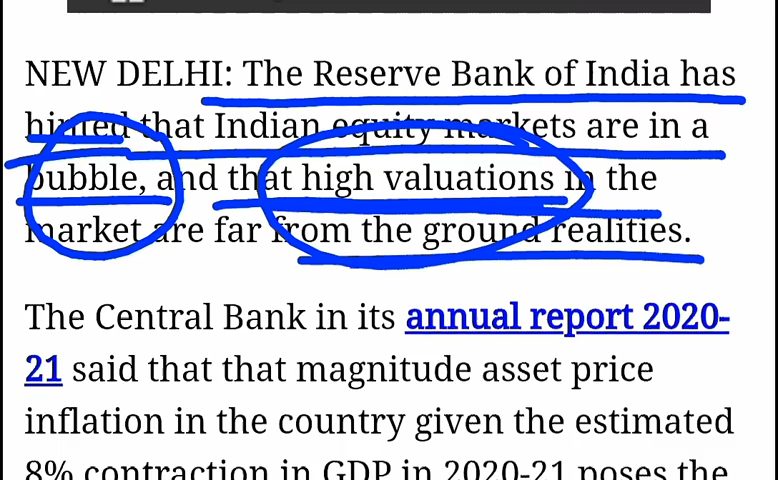 NEW DELHI: The Reserve Bank of India has
hinted that Indian equity markets are in a
bubble, and that high valuations in the
market are far from the ground realities.
The Central Bank in its annual report 2020-
21 said that that magnitude asset price
inflation in the country given the estimated
8% contraction in GDP in 2020-21 poses the